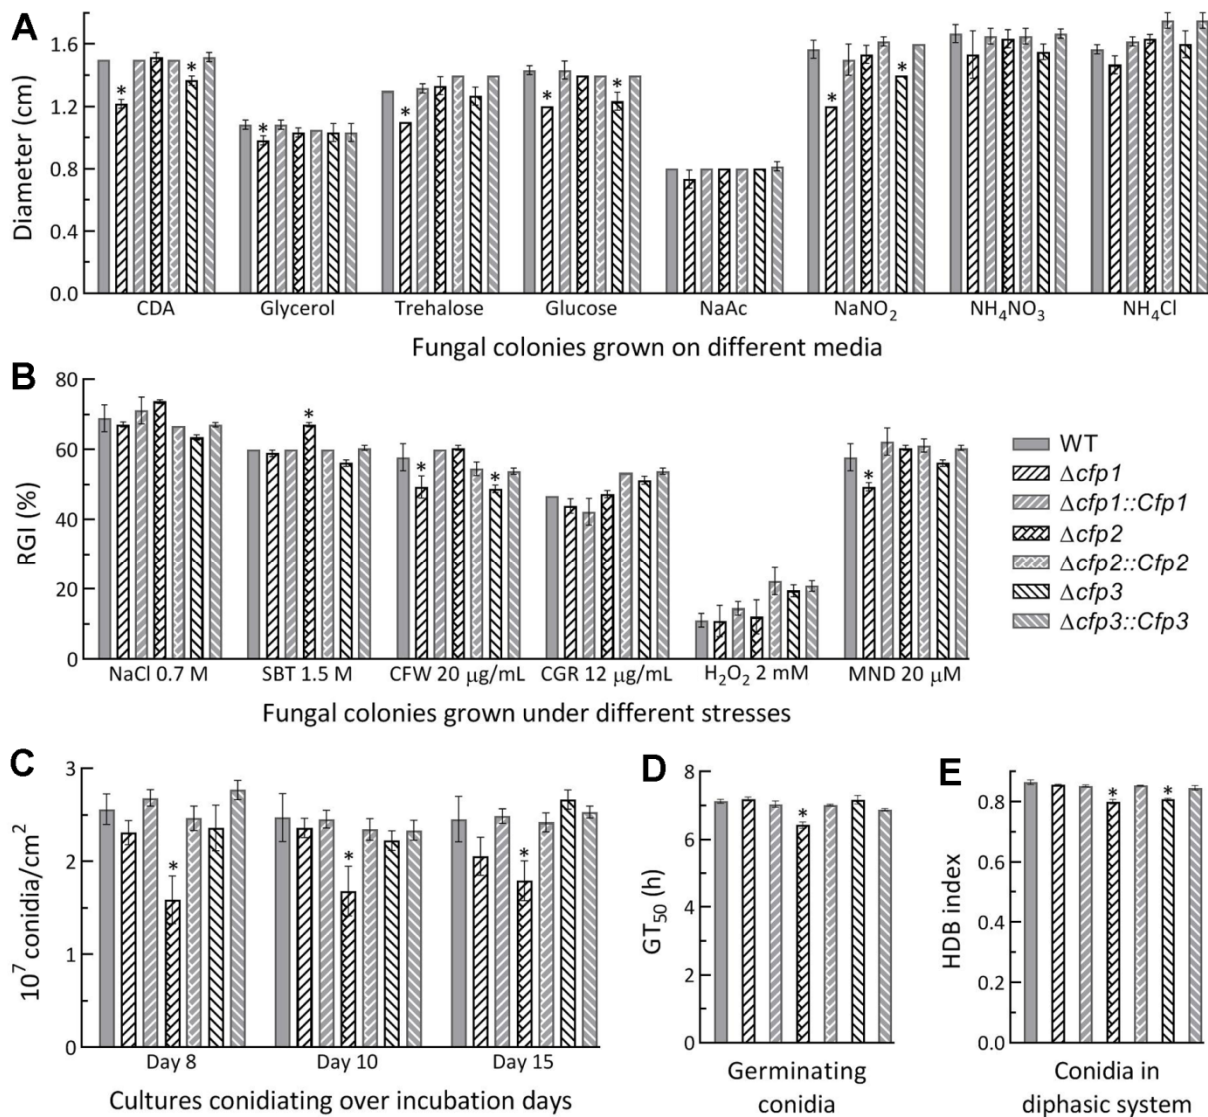 A
Diameter (cm)
1.6
1.2
0.8
0.4
0.0
* * * * * * * *
CDA Glycerol Trehalose Glucose NaAc NaNO₂ NH₄NO₃ NH₄Cl
Fungal colonies grown on different media
B
RGI (%)
80
60
40
20
0
* * * *
NaCl 0.7 M SBT 1.5 M CFW 20 μg/mL CGR 12 μg/mL H₂O₂ 2 mM MND 20 μM
Fungal colonies grown under different stresses
WT
Δcfp1
Δcfp1::Cfp1
Δcfp2
Δcfp2::Cfp2
Δcfp3
Δcfp3::Cfp3
C
10⁷ conidia/cm²
3
2
1
0
* * *
Day 8 Day 10 Day 15
Cultures conidiating over incubation days
D
GT₅₀ (h)
8
6
4
2
0
*
Germinating
conidia
E
HDB index
0.8
0.6
0.4
0.2
0.0
* *
Conidia in
diphasic system